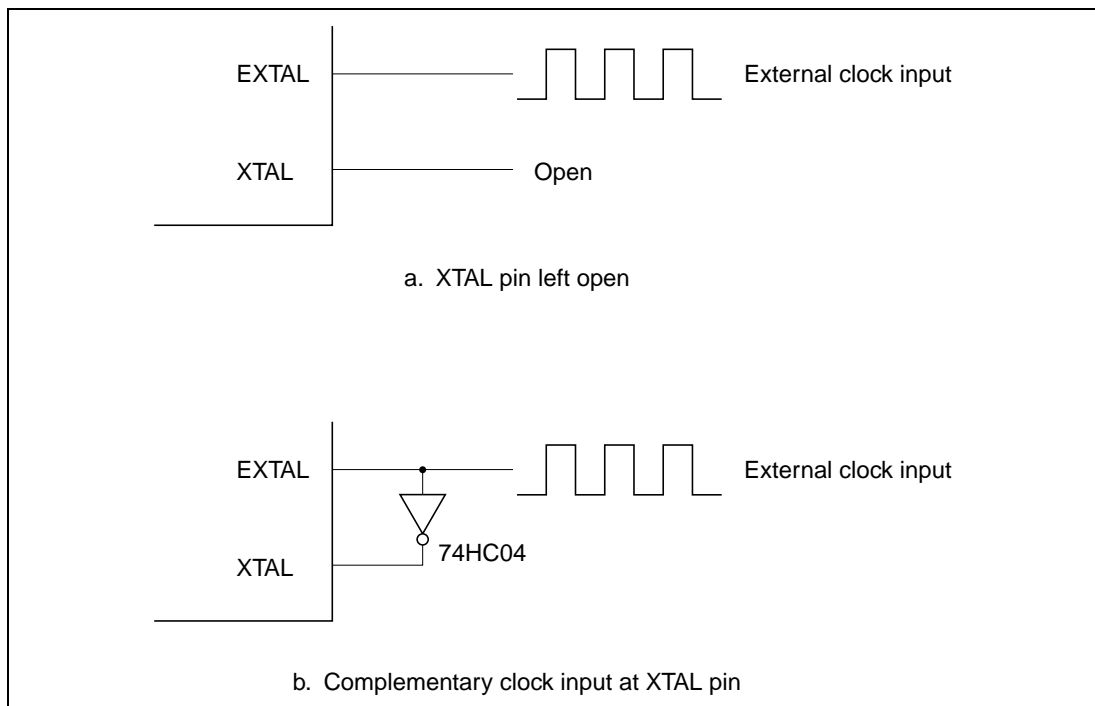 EXTAL
External clock input
XTAL
Open
a. XTAL pin left open
EXTAL
External clock input
74HC04
XTAL
b. Complementary clock input at XTAL pin